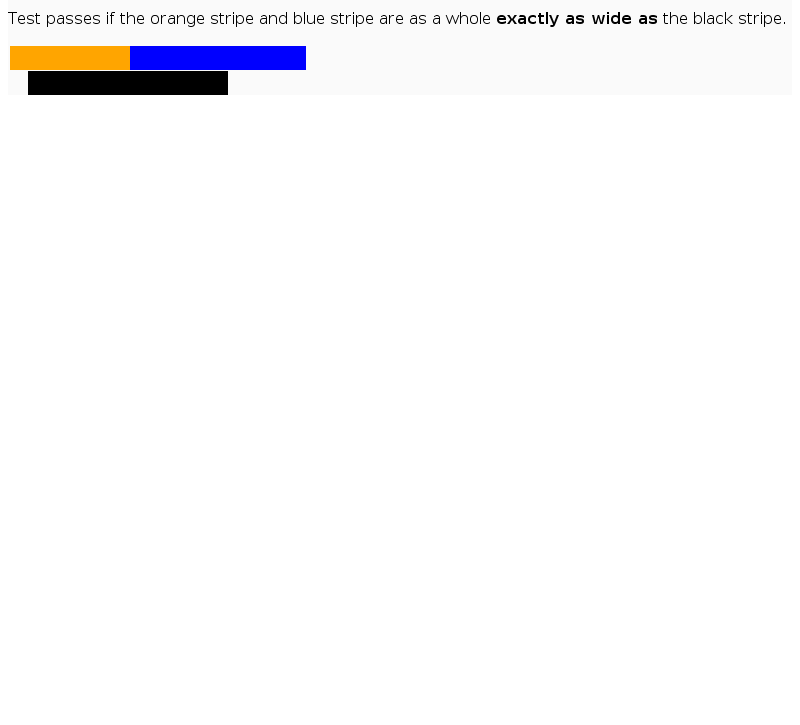 Test passes if the orange stripe and blue stripe are as a whole exactly as wide as the black stripe.